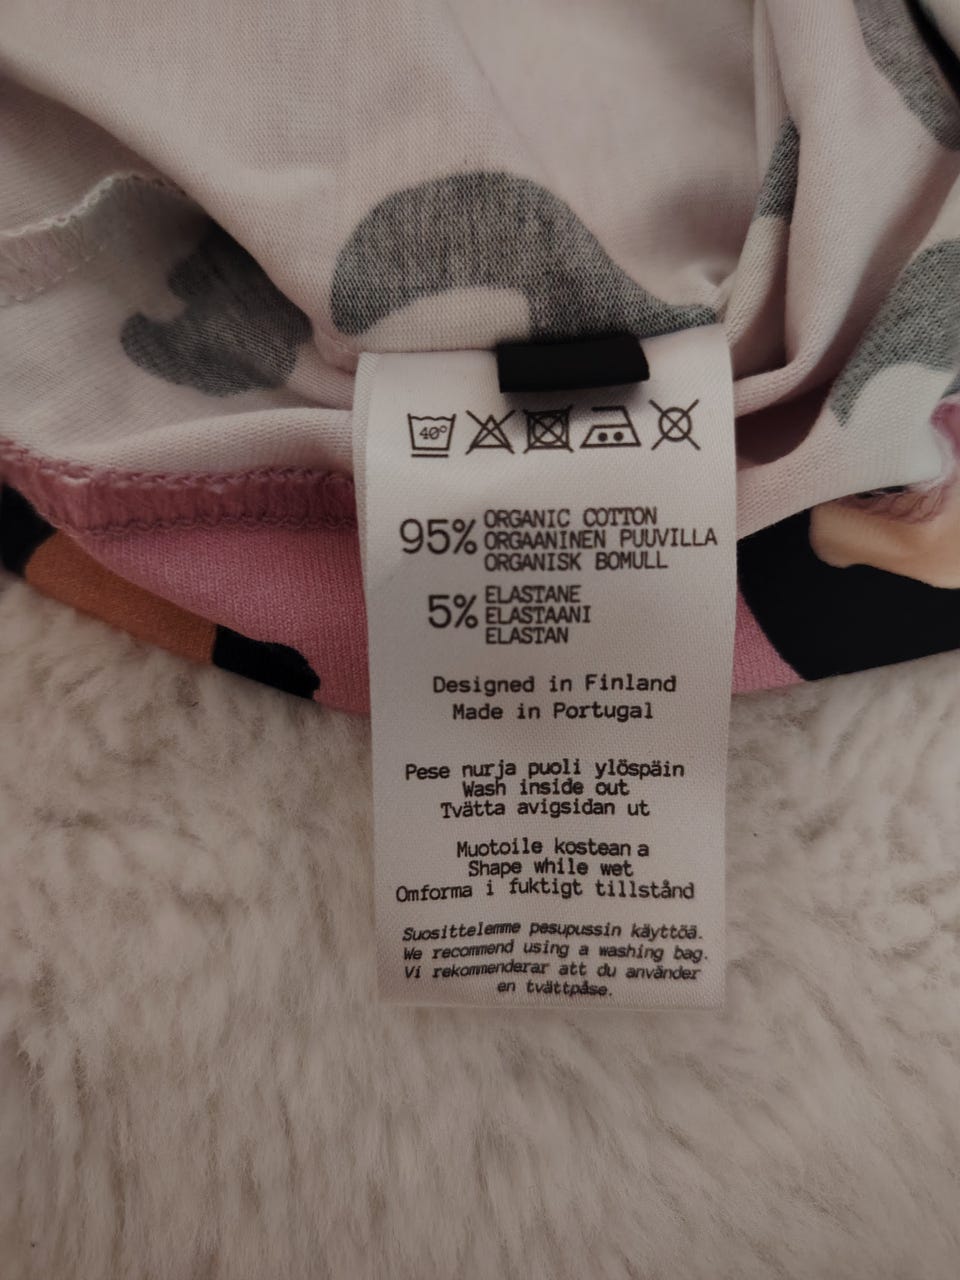 40°
95% ORGANIC COTTON
ORGAANINEN PUUVILLA
ORGANISK BOMULL
5% ELASTANE
ELASTAANI
ELASTAN
Designed in Finland
Made in Portugal
Pese nurja puoli ylöspäin
Wash inside out
Tvätta avigsidan ut
Muotoile kosteana
Shape while wet
Omforma i fuktigt tillstånd
Suosittelemme pesupussin käyttöä.
We recommend using a washing bag.
Vi rekommenderar att du använder
en tvättpåse.